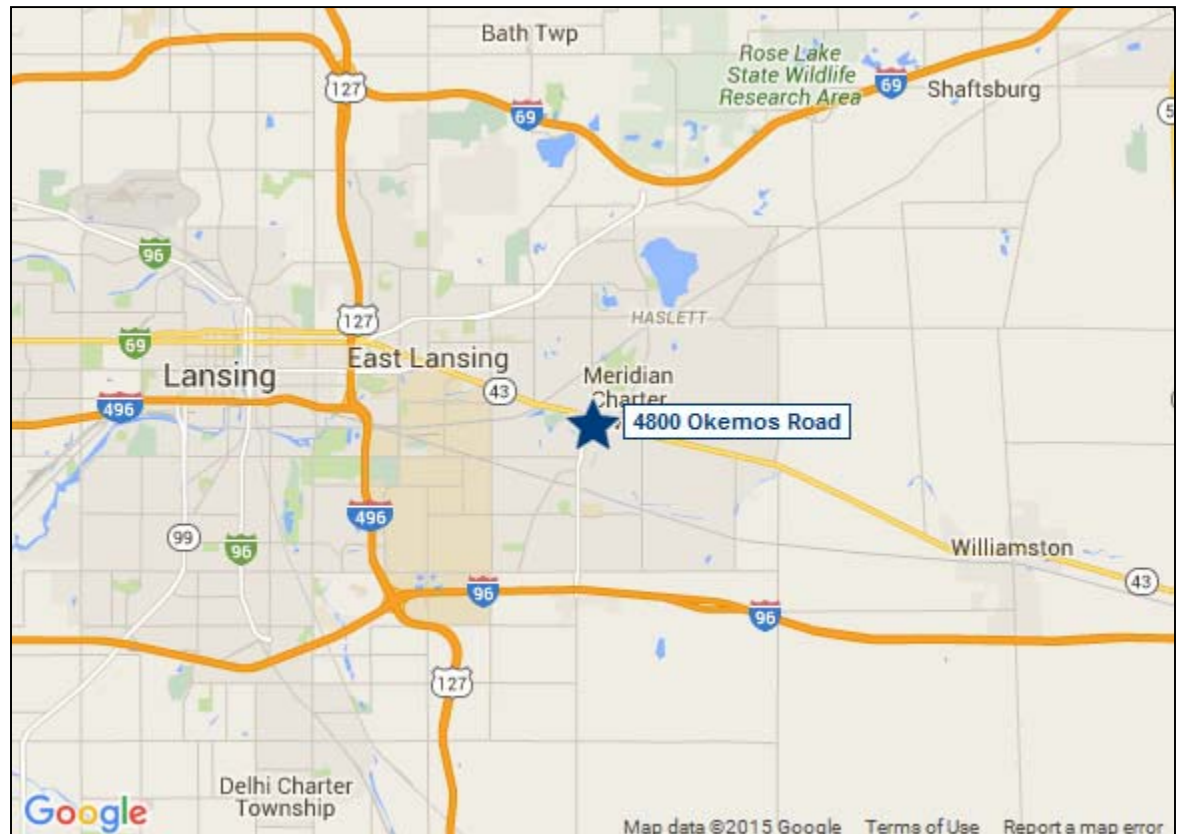 Bath Twp
Rose Lake
State Wildlife
Research Area
127
69
69
Shaftsburg
96
127
HASLETT
69
East Lansing
Lansing
43
Meridian
Charter
496
4800 Okemos Road
496
99
96
Williamston
96
43
96
127
Delhi Charter
Township
Google
Map data ©2015 Google Terms of Use Report a map error